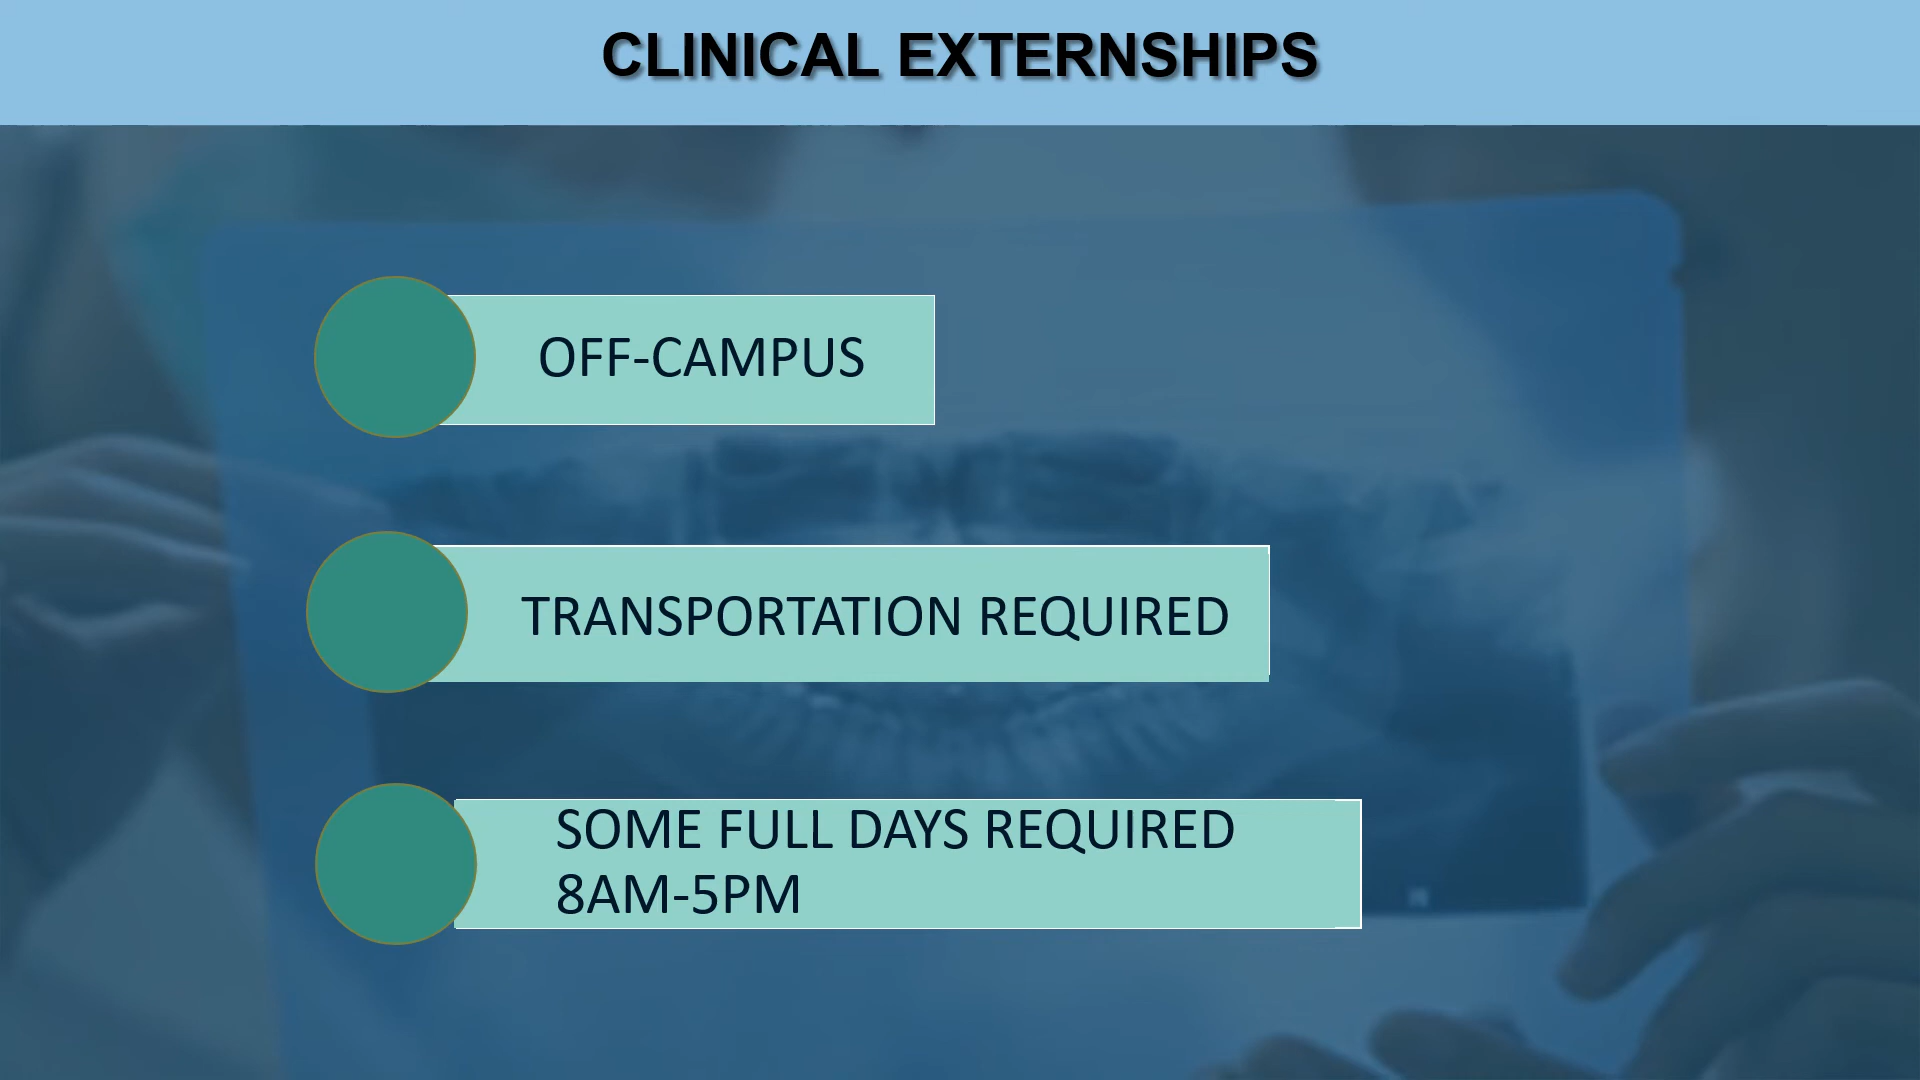 CLINICAL EXTERNSHIPS
OFF-CAMPUS
TRANSPORTATION REQUIRED
SOME FULL DAYS REQUIRED
8AM-5PM